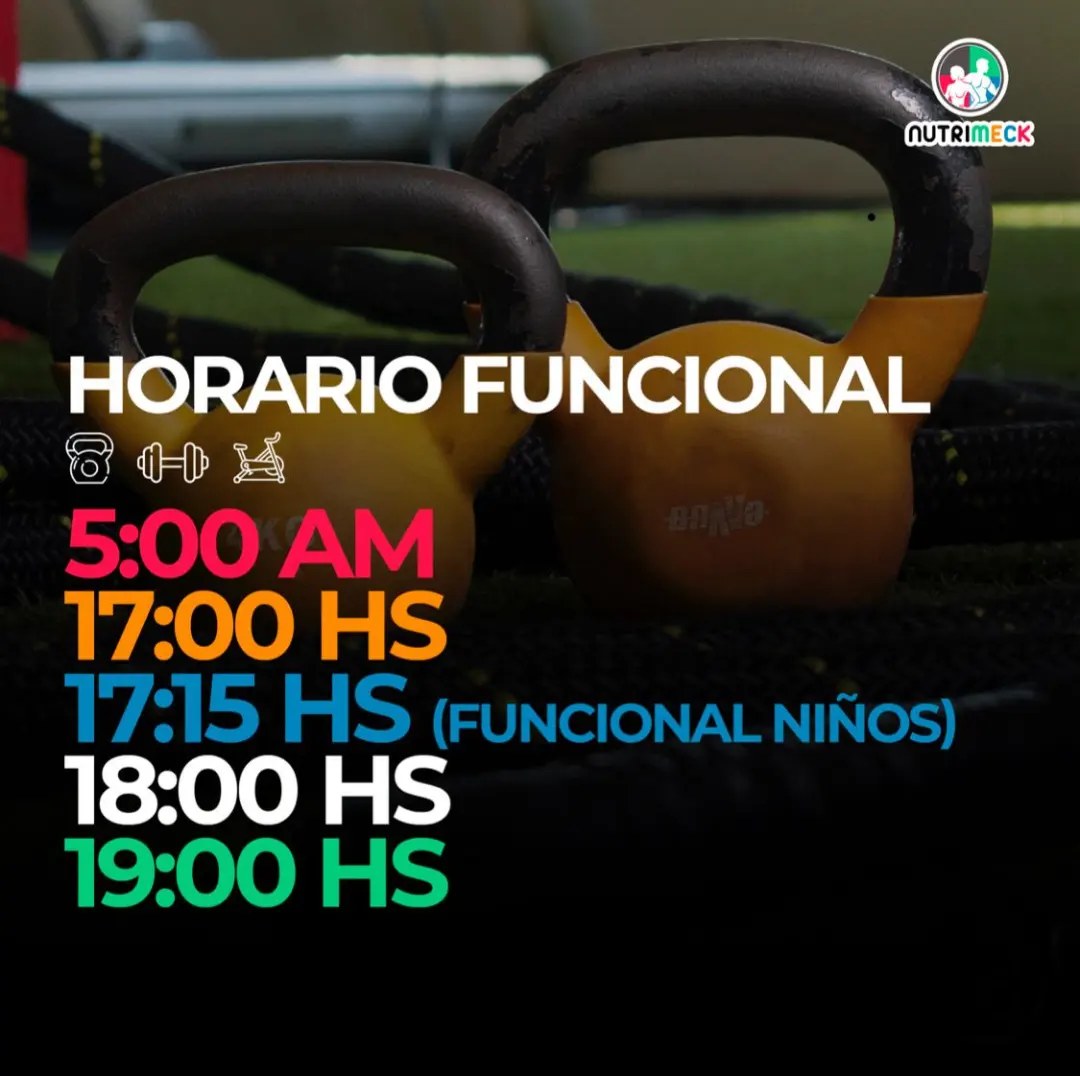 NUTRIMECK
HORARIO FUNCIONAL
5:00 AM
17:00 HS
17:15 HS (FUNCIONAL NIÑOS)
18:00 HS
19:00 HS